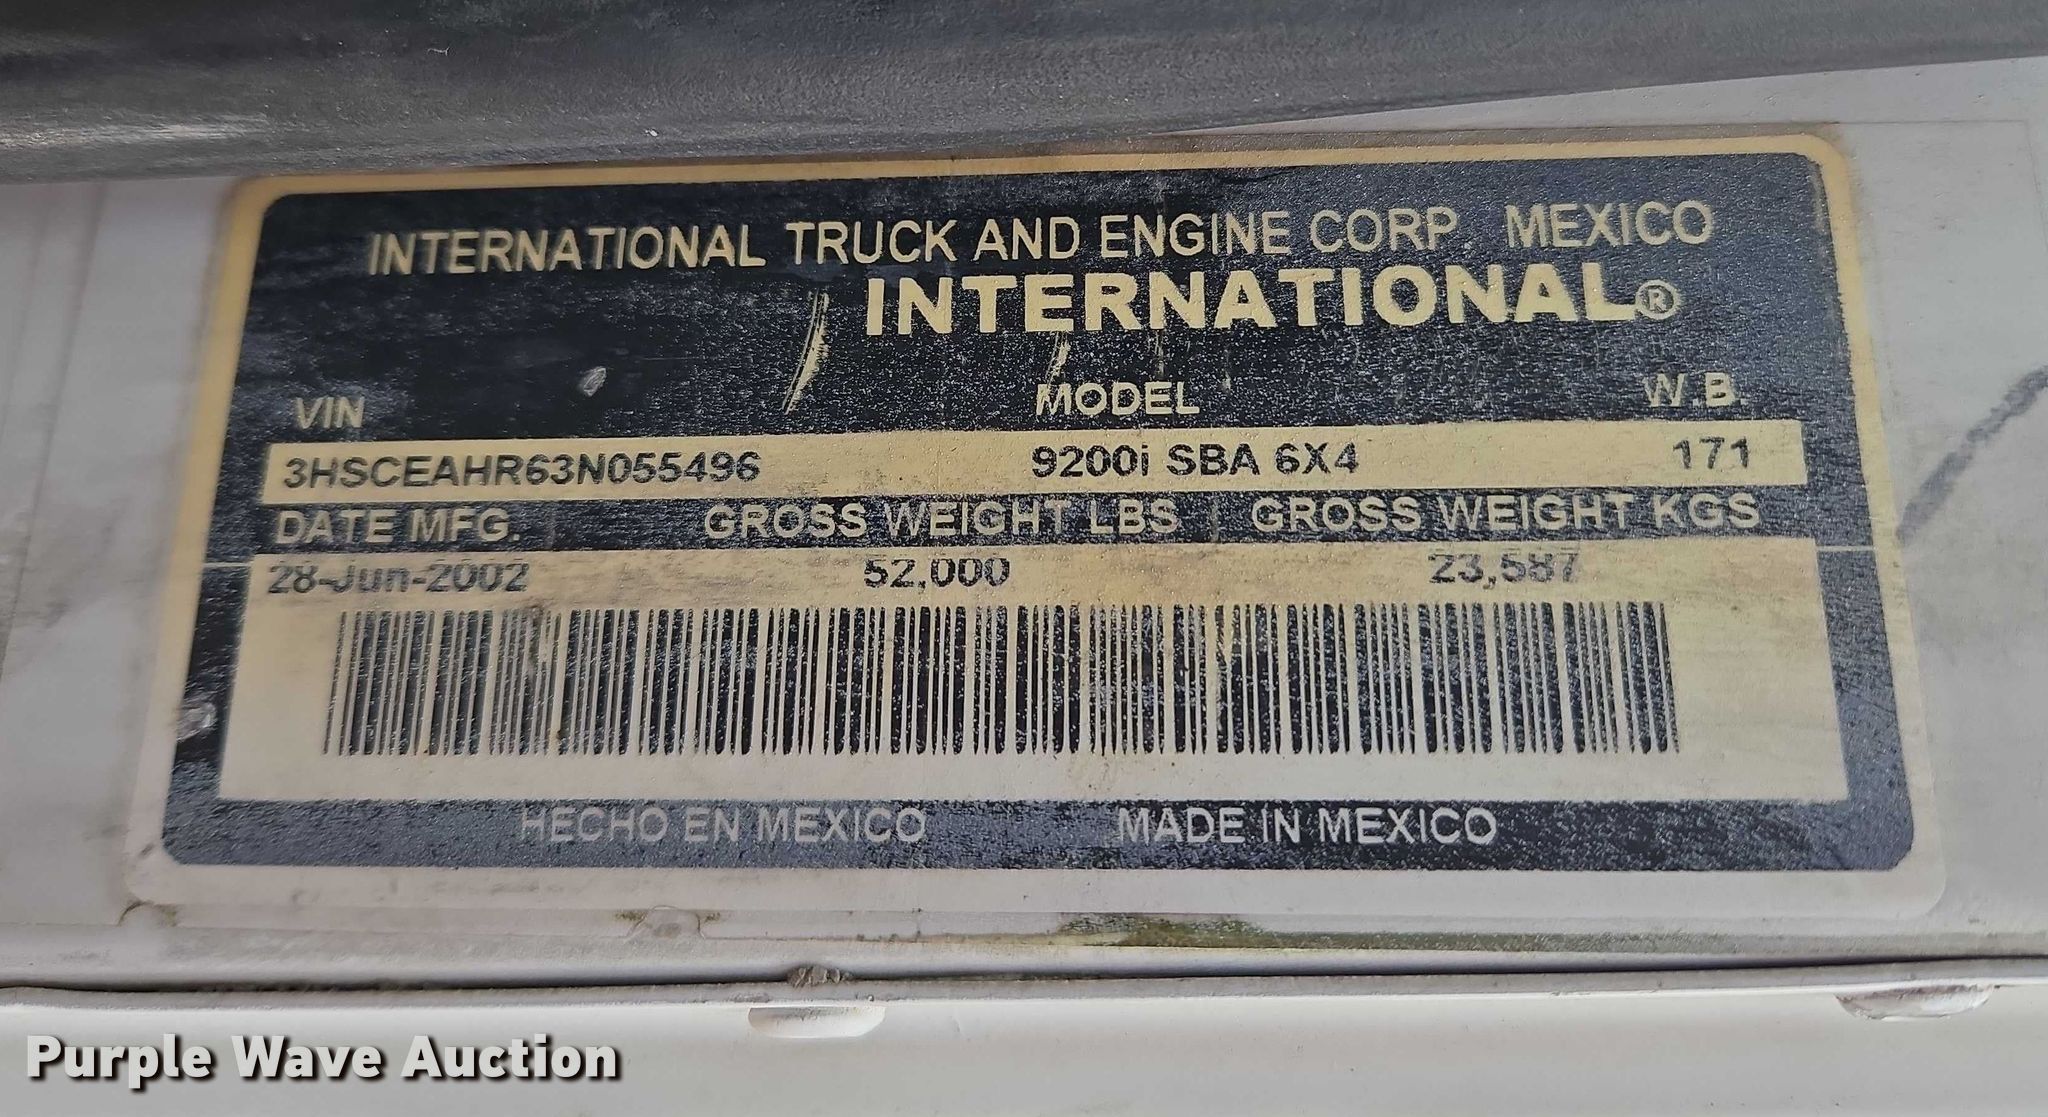 INTERNATIONAL TRUCK AND ENGINE CORP. MEXICO
INTERNATIONAL®
VIN MODEL W.B.
3HSCEAHR63N055496 9200i SBA 6X4 171
DATE MFG. GROSS WEIGHT LBS GROSS WEIGHT KGS
28-Jun-2002 52,000 23,587
HECHO EN MEXICO MADE IN MEXICO
Purple Wave Auction